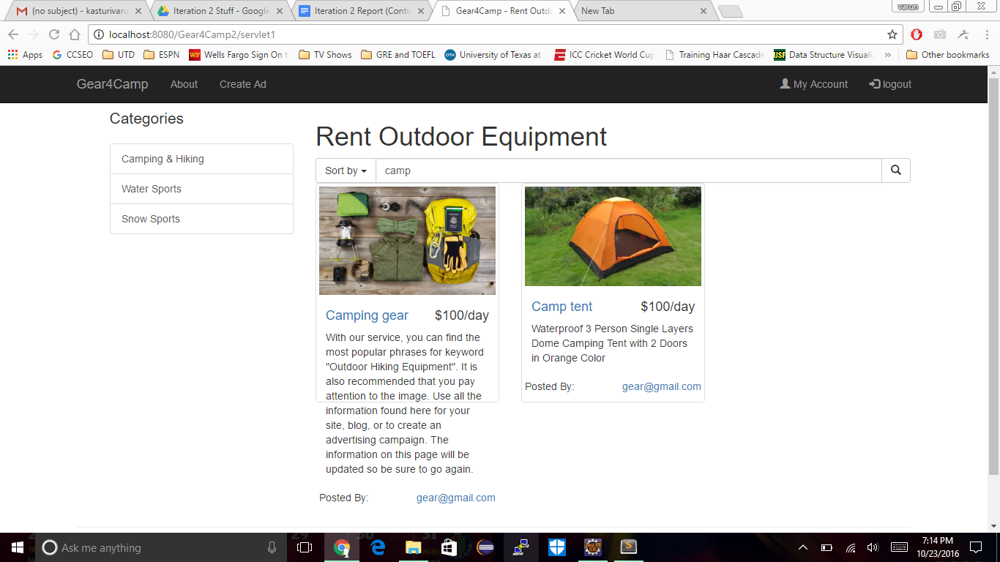 (no subject) - kasturivaru
Iteration 2 Stuff - Google
Iteration 2 Report (Contin
Gear4Camp - Rent Outdo
New Tab
varun
localhost:8080/Gear4Camp2/servlet1
Apps
CCSEO
UTD
ESPN
WF
Wells Fargo Sign On t
TV Shows
GRE and TOEFL
OTH
University of Texas at
ICC Cricket World Cup
Training Haar Cascade
USF
Data Structure Visuali
Other bookmarks
Gear4Camp
About
Create Ad
My Account
logout
Categories
Camping & Hiking
Water Sports
Snow Sports
Rent Outdoor Equipment
Sort by
camp
Camping gear $100/day
With our service, you can find the
most popular phrases for keyword
"Outdoor Hiking Equipment". It is
also recommended that you pay
attention to the image. Use all the
information found here for your
site, blog, or to create an
advertising campaign. The
information on this page will be
updated so be sure to go again.
Posted By: gear@gmail.com
Camp tent $100/day
Waterproof 3 Person Single Layers
Dome Camping Tent with 2 Doors
in Orange Color
Posted By: gear@gmail.com
Ask me anything
7:14 PM
10/23/2016